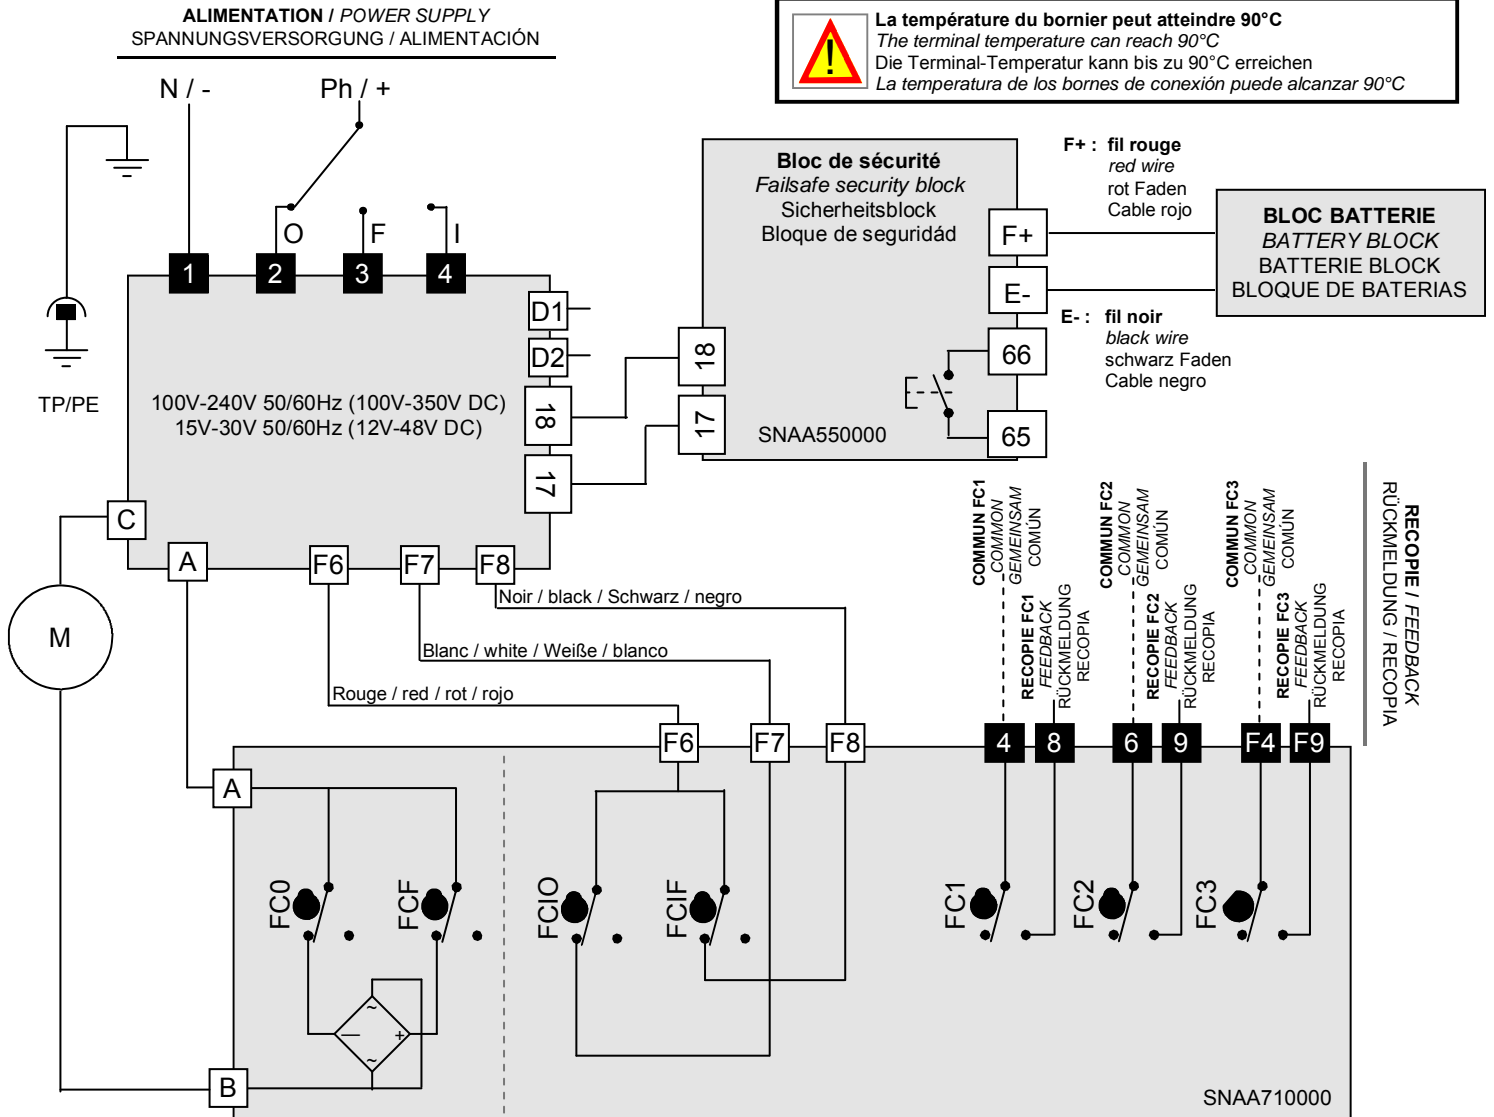 ALIMENTATION / POWER SUPPLY
SPANNUNGSVERSORGUNG / ALIMENTACIÓN
La température du bornier peut atteindre 90°C
The terminal temperature can reach 90°C
Die Terminal-Temperatur kann bis zu 90°C erreichen
La temperatura de los bornes de conexión puede alcanzar 90°C
!
N / -
Ph / +
O
F
I
1
2
3
4
TP/PE
100V-240V 50/60Hz (100V-350V DC)
15V-30V 50/60Hz (12V-48V DC)
D1
D2
18
17
C
A
F6
F7
F8
M
Bloc de sécurité
Failsafe security block
Sicherheitsblock
Bloque de seguridád
18
17
SNAA550000
F+
E-
66
65
F+ : fil rouge
red wire
rot Faden
Cable rojo
E- : fil noir
black wire
schwarz Faden
Cable negro
BLOC BATTERIE
BATTERY BLOCK
BATTERIE BLOCK
BLOQUE DE BATERIAS
Noir / black / Schwarz / negro
Blanc / white / Weiße / blanco
Rouge / red / rot / rojo
COMMUN FC1
COMMON
GEMEINSAM
COMÚN
RECOPIE FC1
FEEDBACK
RÜCKMELDUNG
RECOPIA
COMMUN FC2
COMMON
GEMEINSAM
COMÚN
RECOPIE FC2
FEEDBACK
RÜCKMELDUNG
RECOPIA
COMMUN FC3
COMMON
GEMEINSAM
COMÚN
RECOPIE FC3
FEEDBACK
RÜCKMELDUNG
RECOPIA
RECOPIE / FEEDBACK
RÜCKMELDUNG / RECOPIA
F6
F7
F8
4
8
6
9
F4
F9
A
FC0
FCF
FCIO
FCIF
FC1
FC2
FC3
~
—
+
~
B
SNAA710000